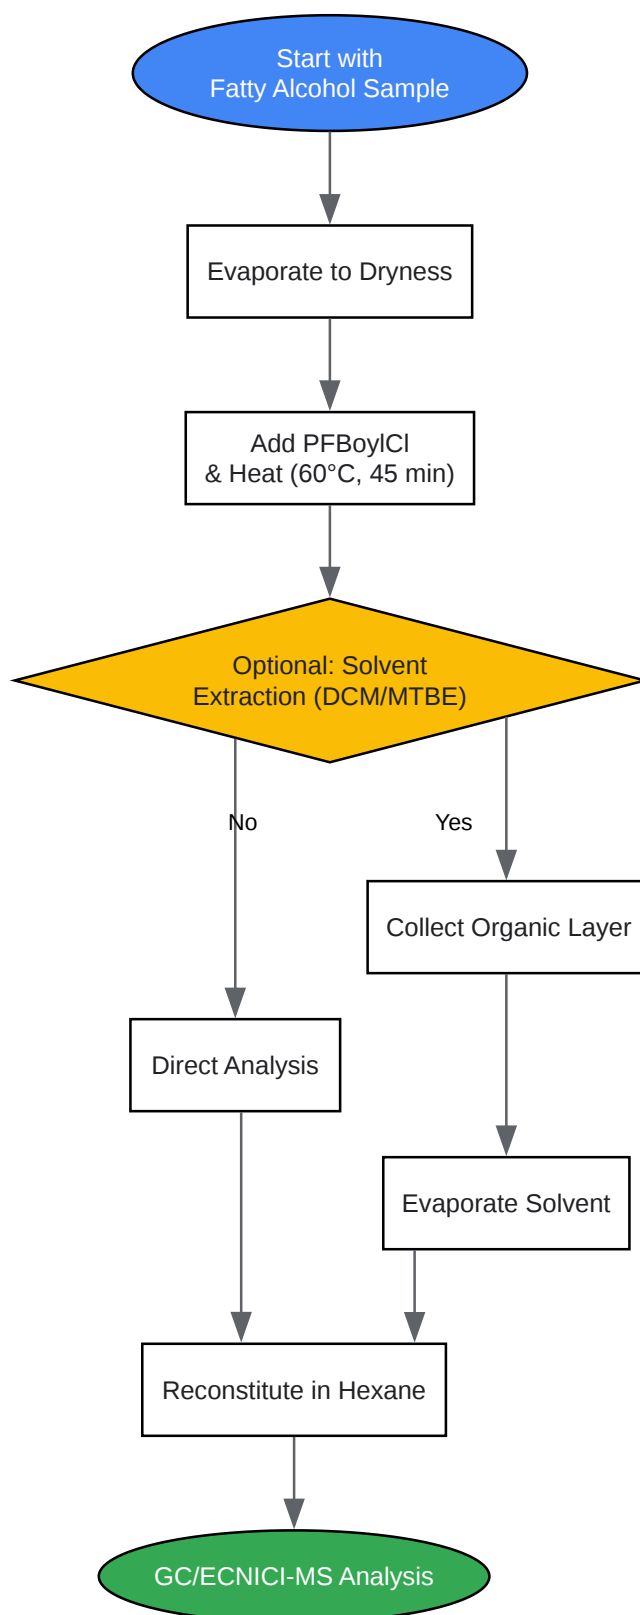 Start with
Fatty Alcohol Sample
Evaporate to Dryness
Add PFBoylCl
& Heat (60°C, 45 min)
Optional: Solvent
Extraction (DCM/MTBE)
No
Yes
Collect Organic Layer
Direct Analysis
Evaporate Solvent
Reconstitute in Hexane
GC/ECNICI-MS Analysis